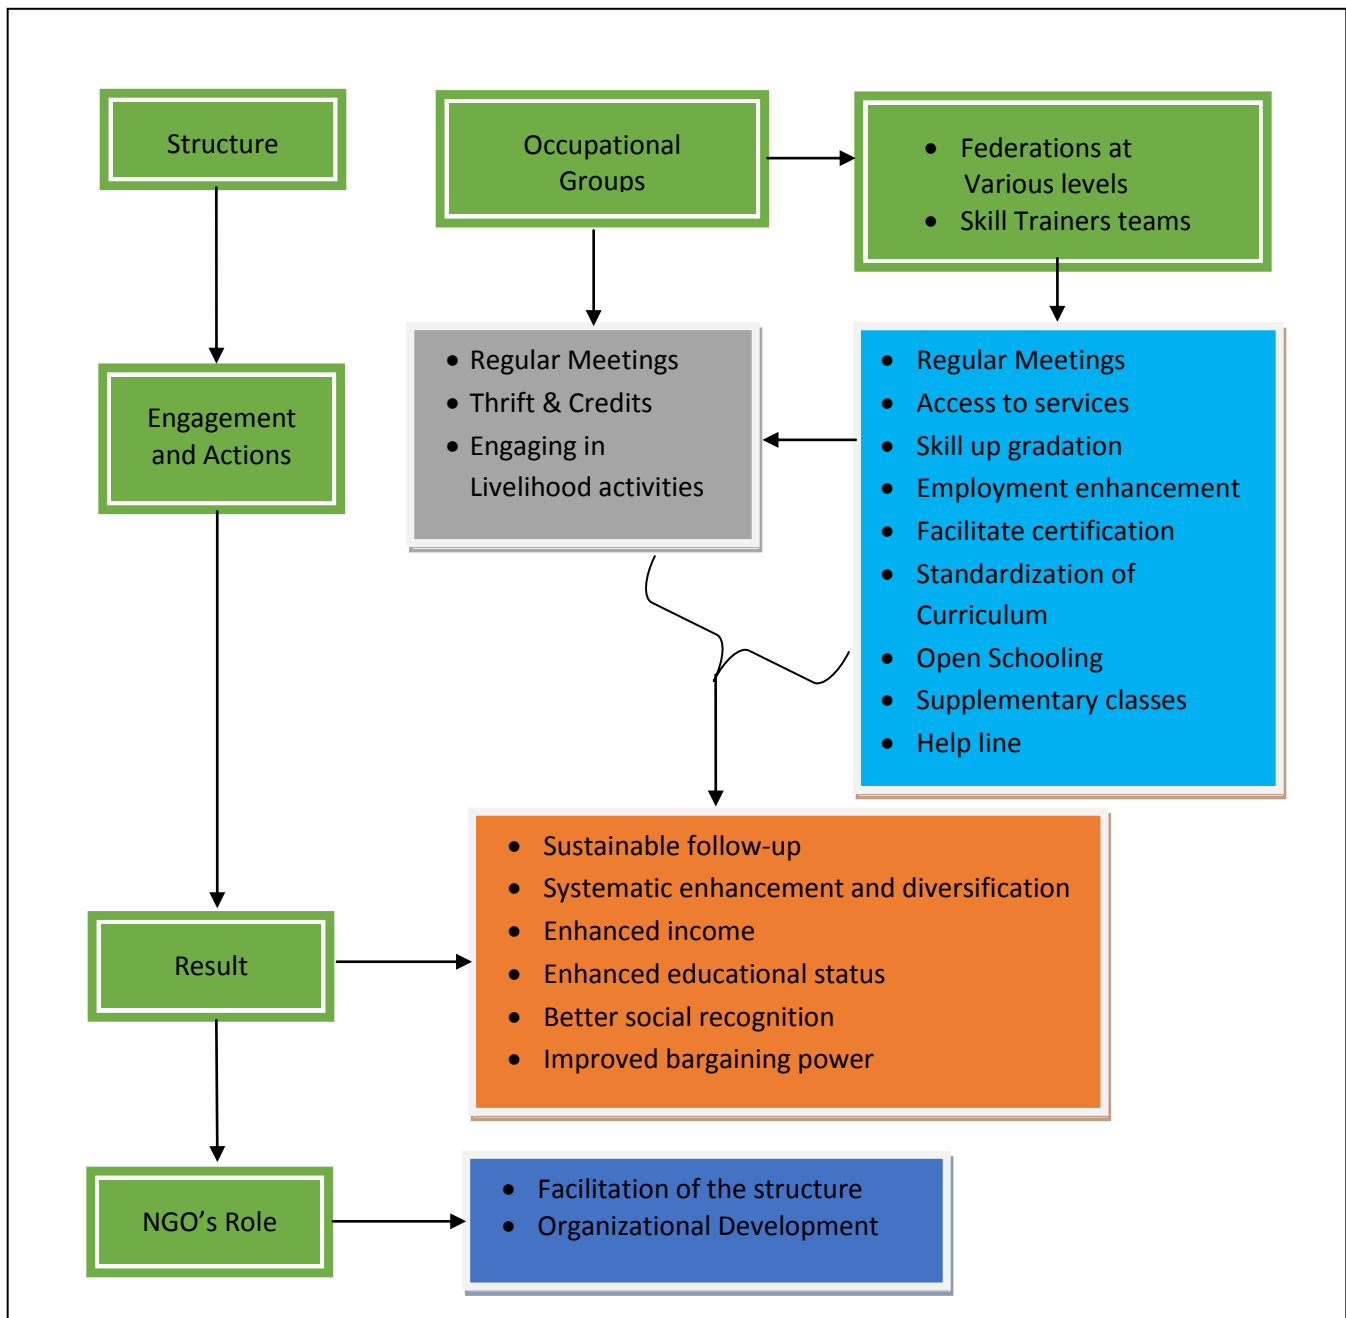 Structure
Occupational
Groups
• Federations at
Various levels
• Skill Trainers teams
Engagement
and Actions
• Regular Meetings
• Thrift & Credits
• Engaging in
Livelihood activities
• Regular Meetings
• Access to services
• Skill up gradation
• Employment enhancement
• Facilitate certification
• Standardization of
Curriculum
• Open Schooling
• Supplementary classes
• Help line
Result
• Sustainable follow-up
• Systematic enhancement and diversification
• Enhanced income
• Enhanced educational status
• Better social recognition
• Improved bargaining power
NGO’s Role
• Facilitation of the structure
• Organizational Development